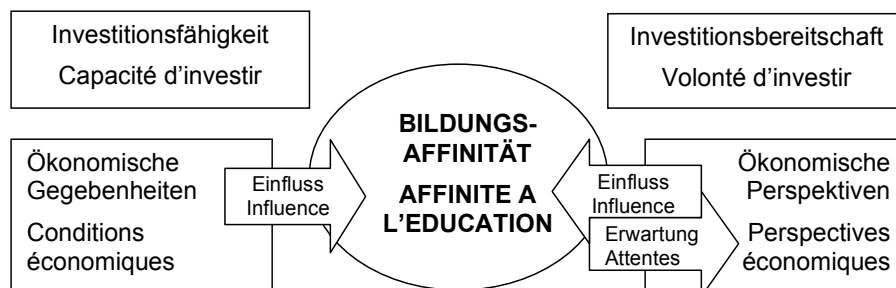 Investitionsfähigkeit
Capacité d'investir
Investitionsbereitschaft
Volonté d'investir
BILDUNGS-
AFFINITÄT
AFFINITE A
L'EDUCATION
Ökonomische
Gegebenheiten
Conditions
économiques
Einfluss
Influence
Einfluss
Influence
Erwartung
Attentes
Ökonomische
Perspektiven
Perspectives
économiques